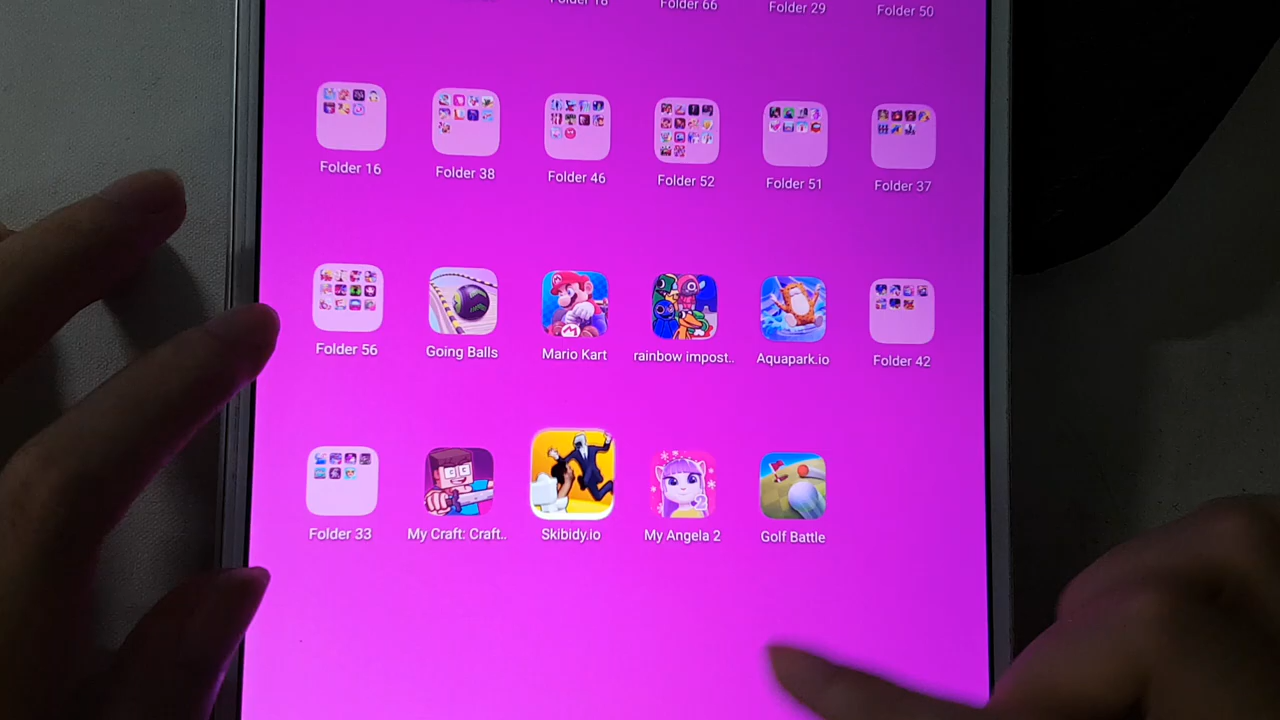 Folder 18
Folder 66
Folder 29
Folder 50
Folder 16
Folder 38
Folder 46
Folder 52
Folder 51
Folder 37
Folder 56
Going Balls
Mario Kart
rainbow impost..
Aquapark.io
Folder 42
Folder 33
My Craft: Craft..
Skibidy.io
My Angela 2
Golf Battle